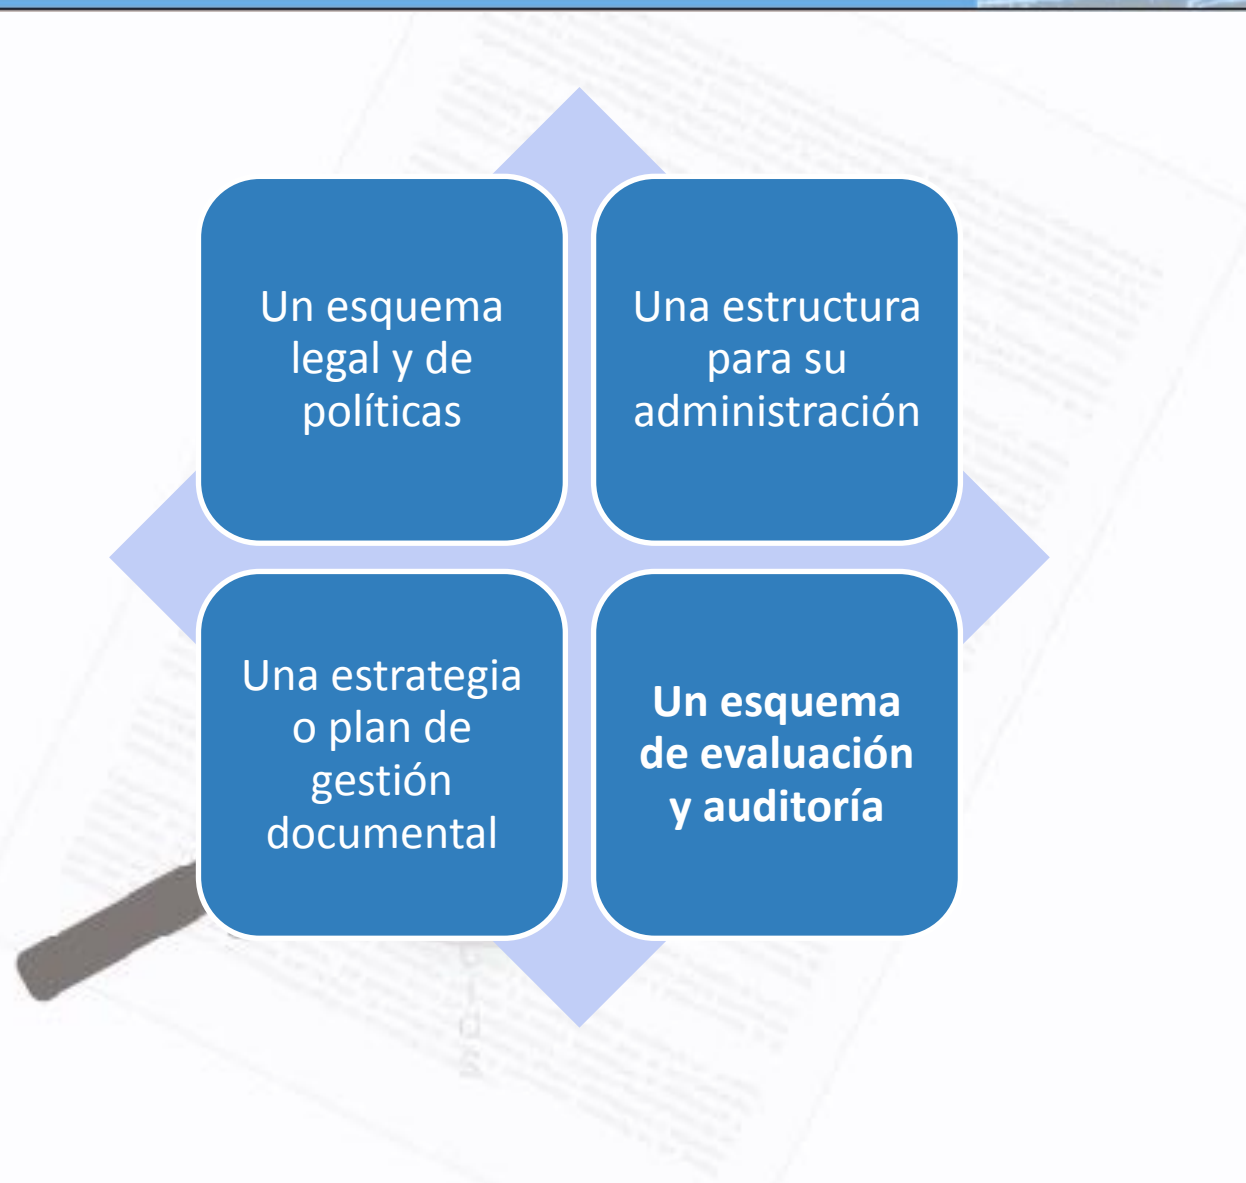 Un esquema
legal y de
políticas
Una estructura
para su
administración
Una estrategia
o plan de
gestión
documental
Un esquema
de evaluación
y auditoría